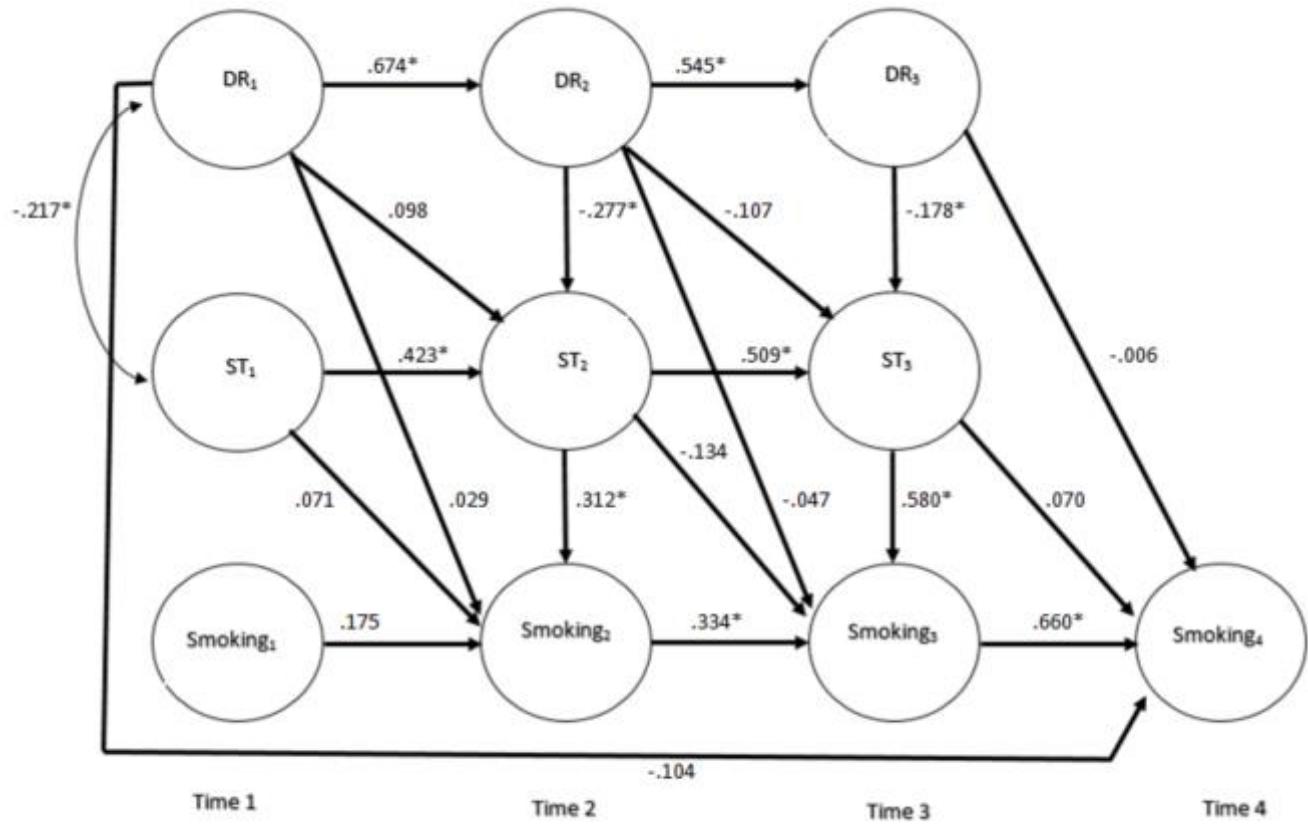 DR₁
.674*
DR₂
.545*
DR₃
-.217*
.098
-.277*
-.107
-.178*
ST₁
.423*
ST₂
.509*
ST₃
-.006
.071
.029
.312*
-.134
-.047
.580*
.070
Smoking₁
.175
Smoking₂
.334*
Smoking₃
.660*
Smoking₄
-.104
Time 1
Time 2
Time 3
Time 4